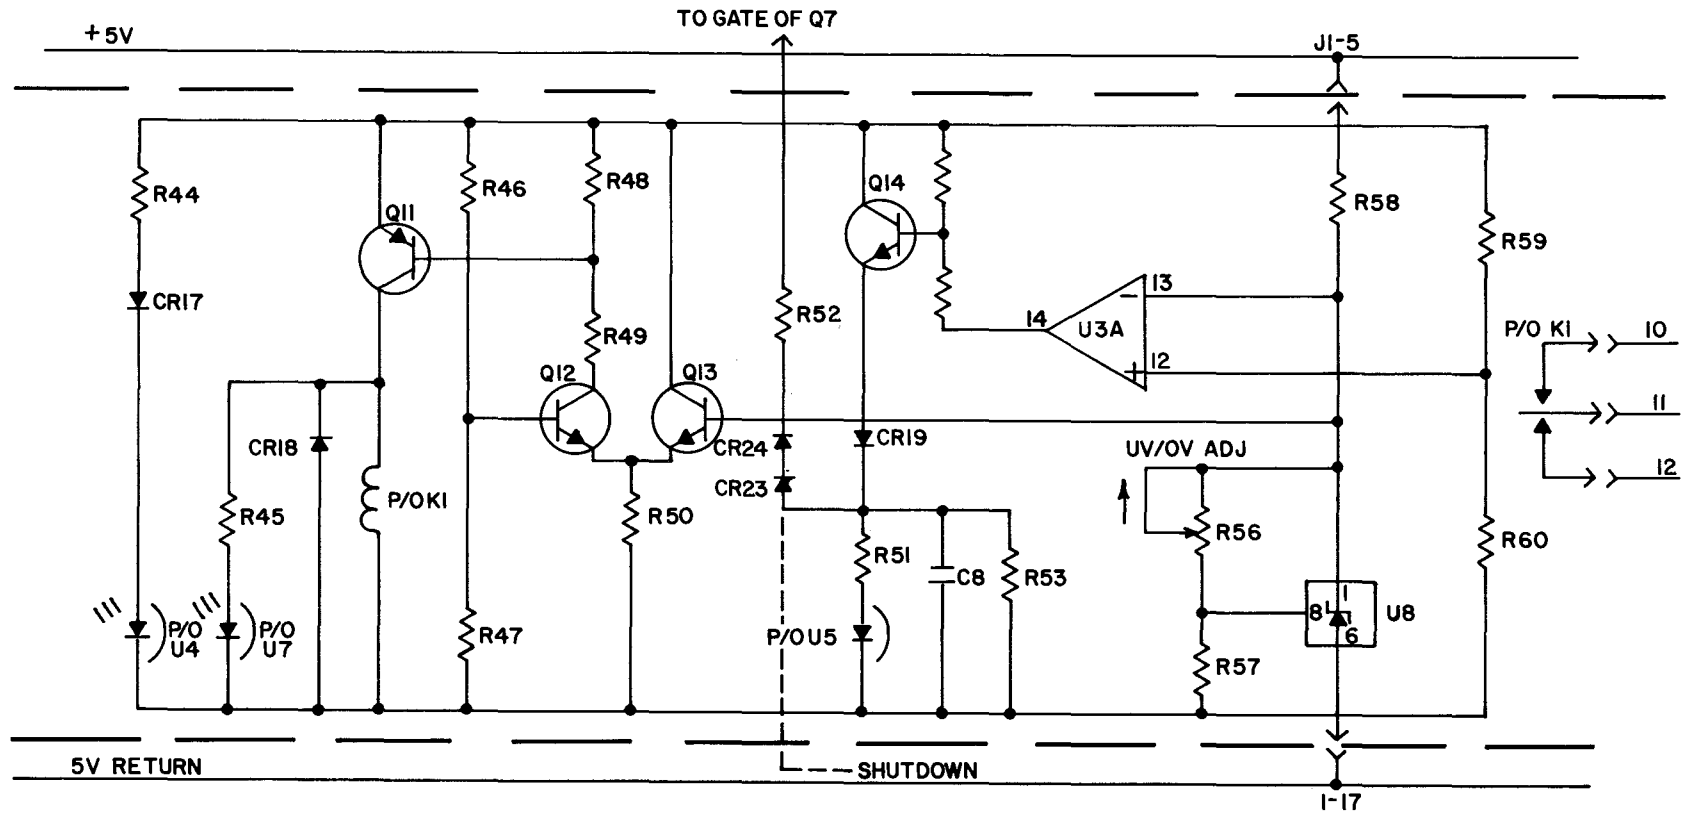 TO GATE OF Q7
+5V
J1-5
R44
Q11
R46
R48
Q14
R58
R59
CR17
R52
13
14
U3A
12
P/O K1
10
11
12
R49
Q12
Q13
CR18
CR24
CR19
CR23
UV/OV ADJ
P/O K1
R45
R50
R51
C8
R53
R56
R60
P/O
U4
P/O
U7
R47
P/O U5
8
1
6
U8
R57
5V RETURN
SHUTDOWN
1-17
-
+